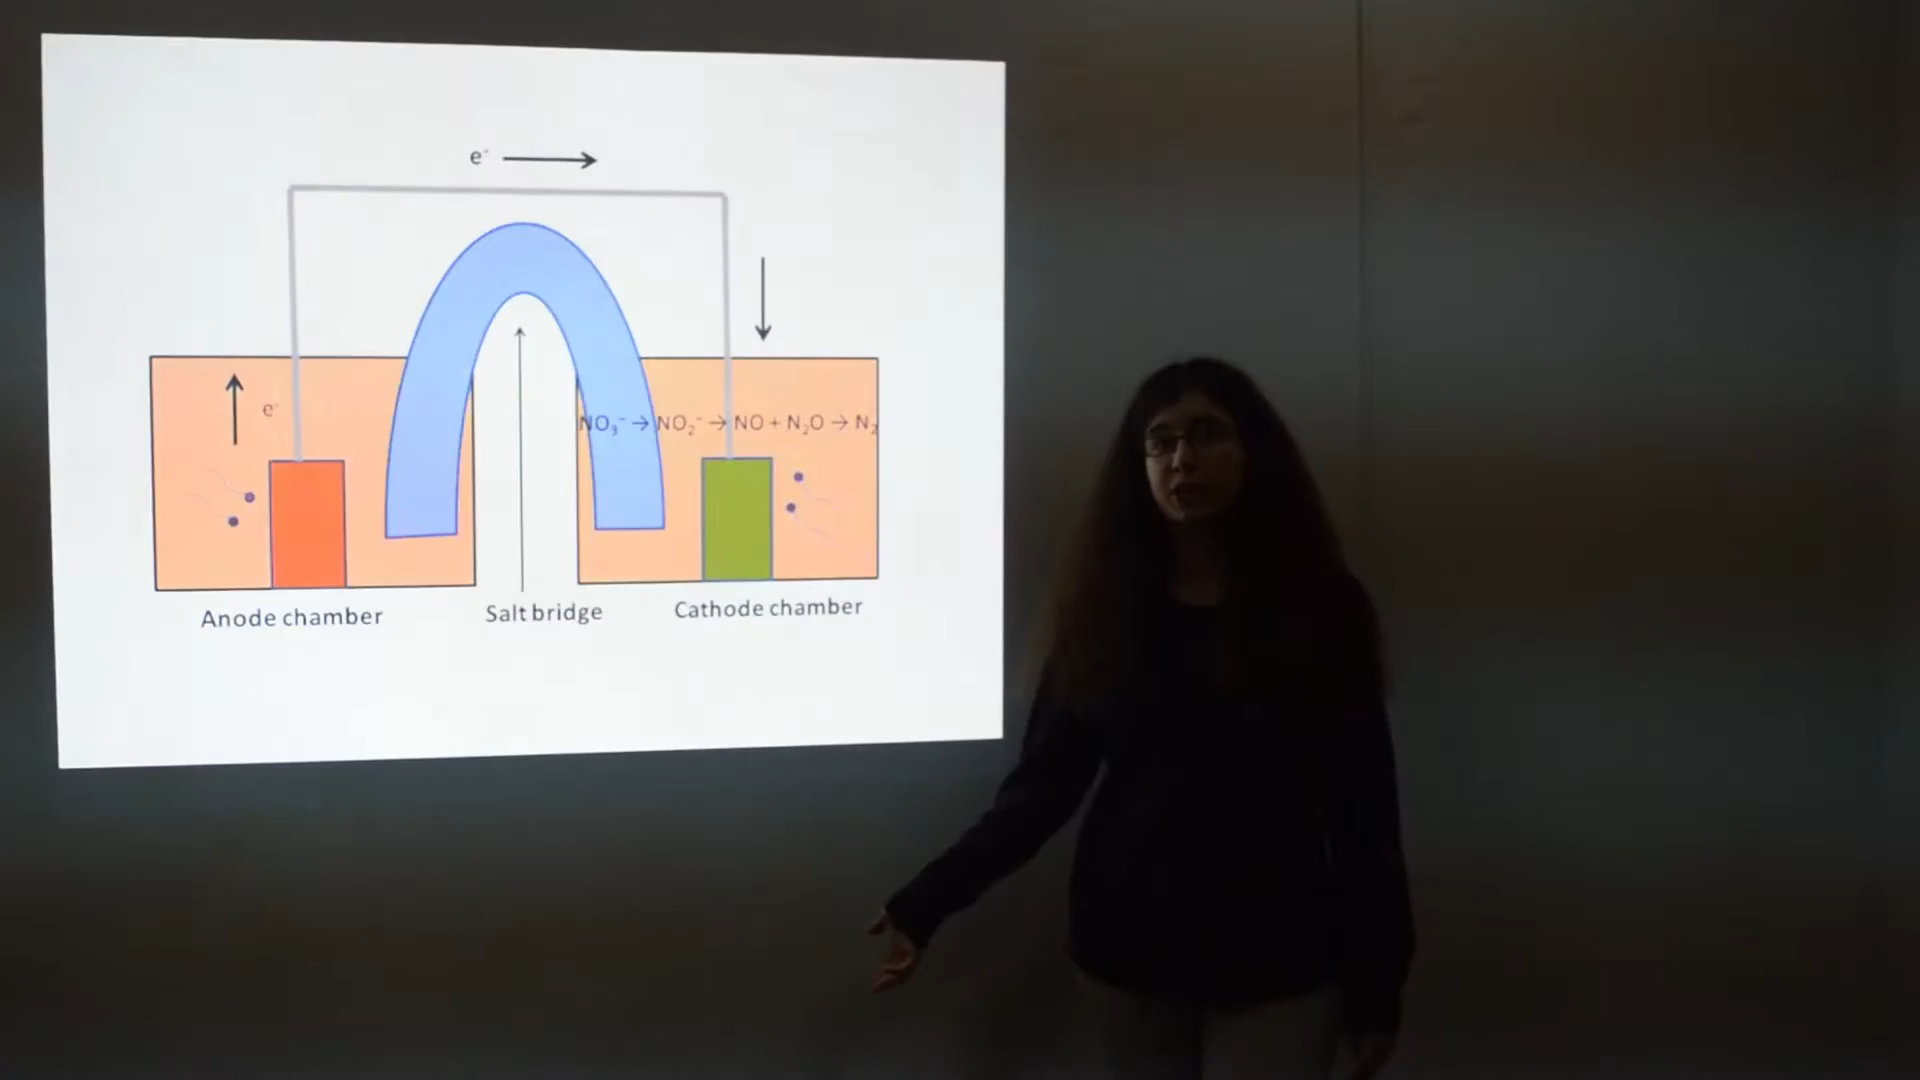 e⁻
e⁻
NO₃⁻ → NO₂⁻ → NO + N₂O → N₂
Anode chamber
Salt bridge
Cathode chamber